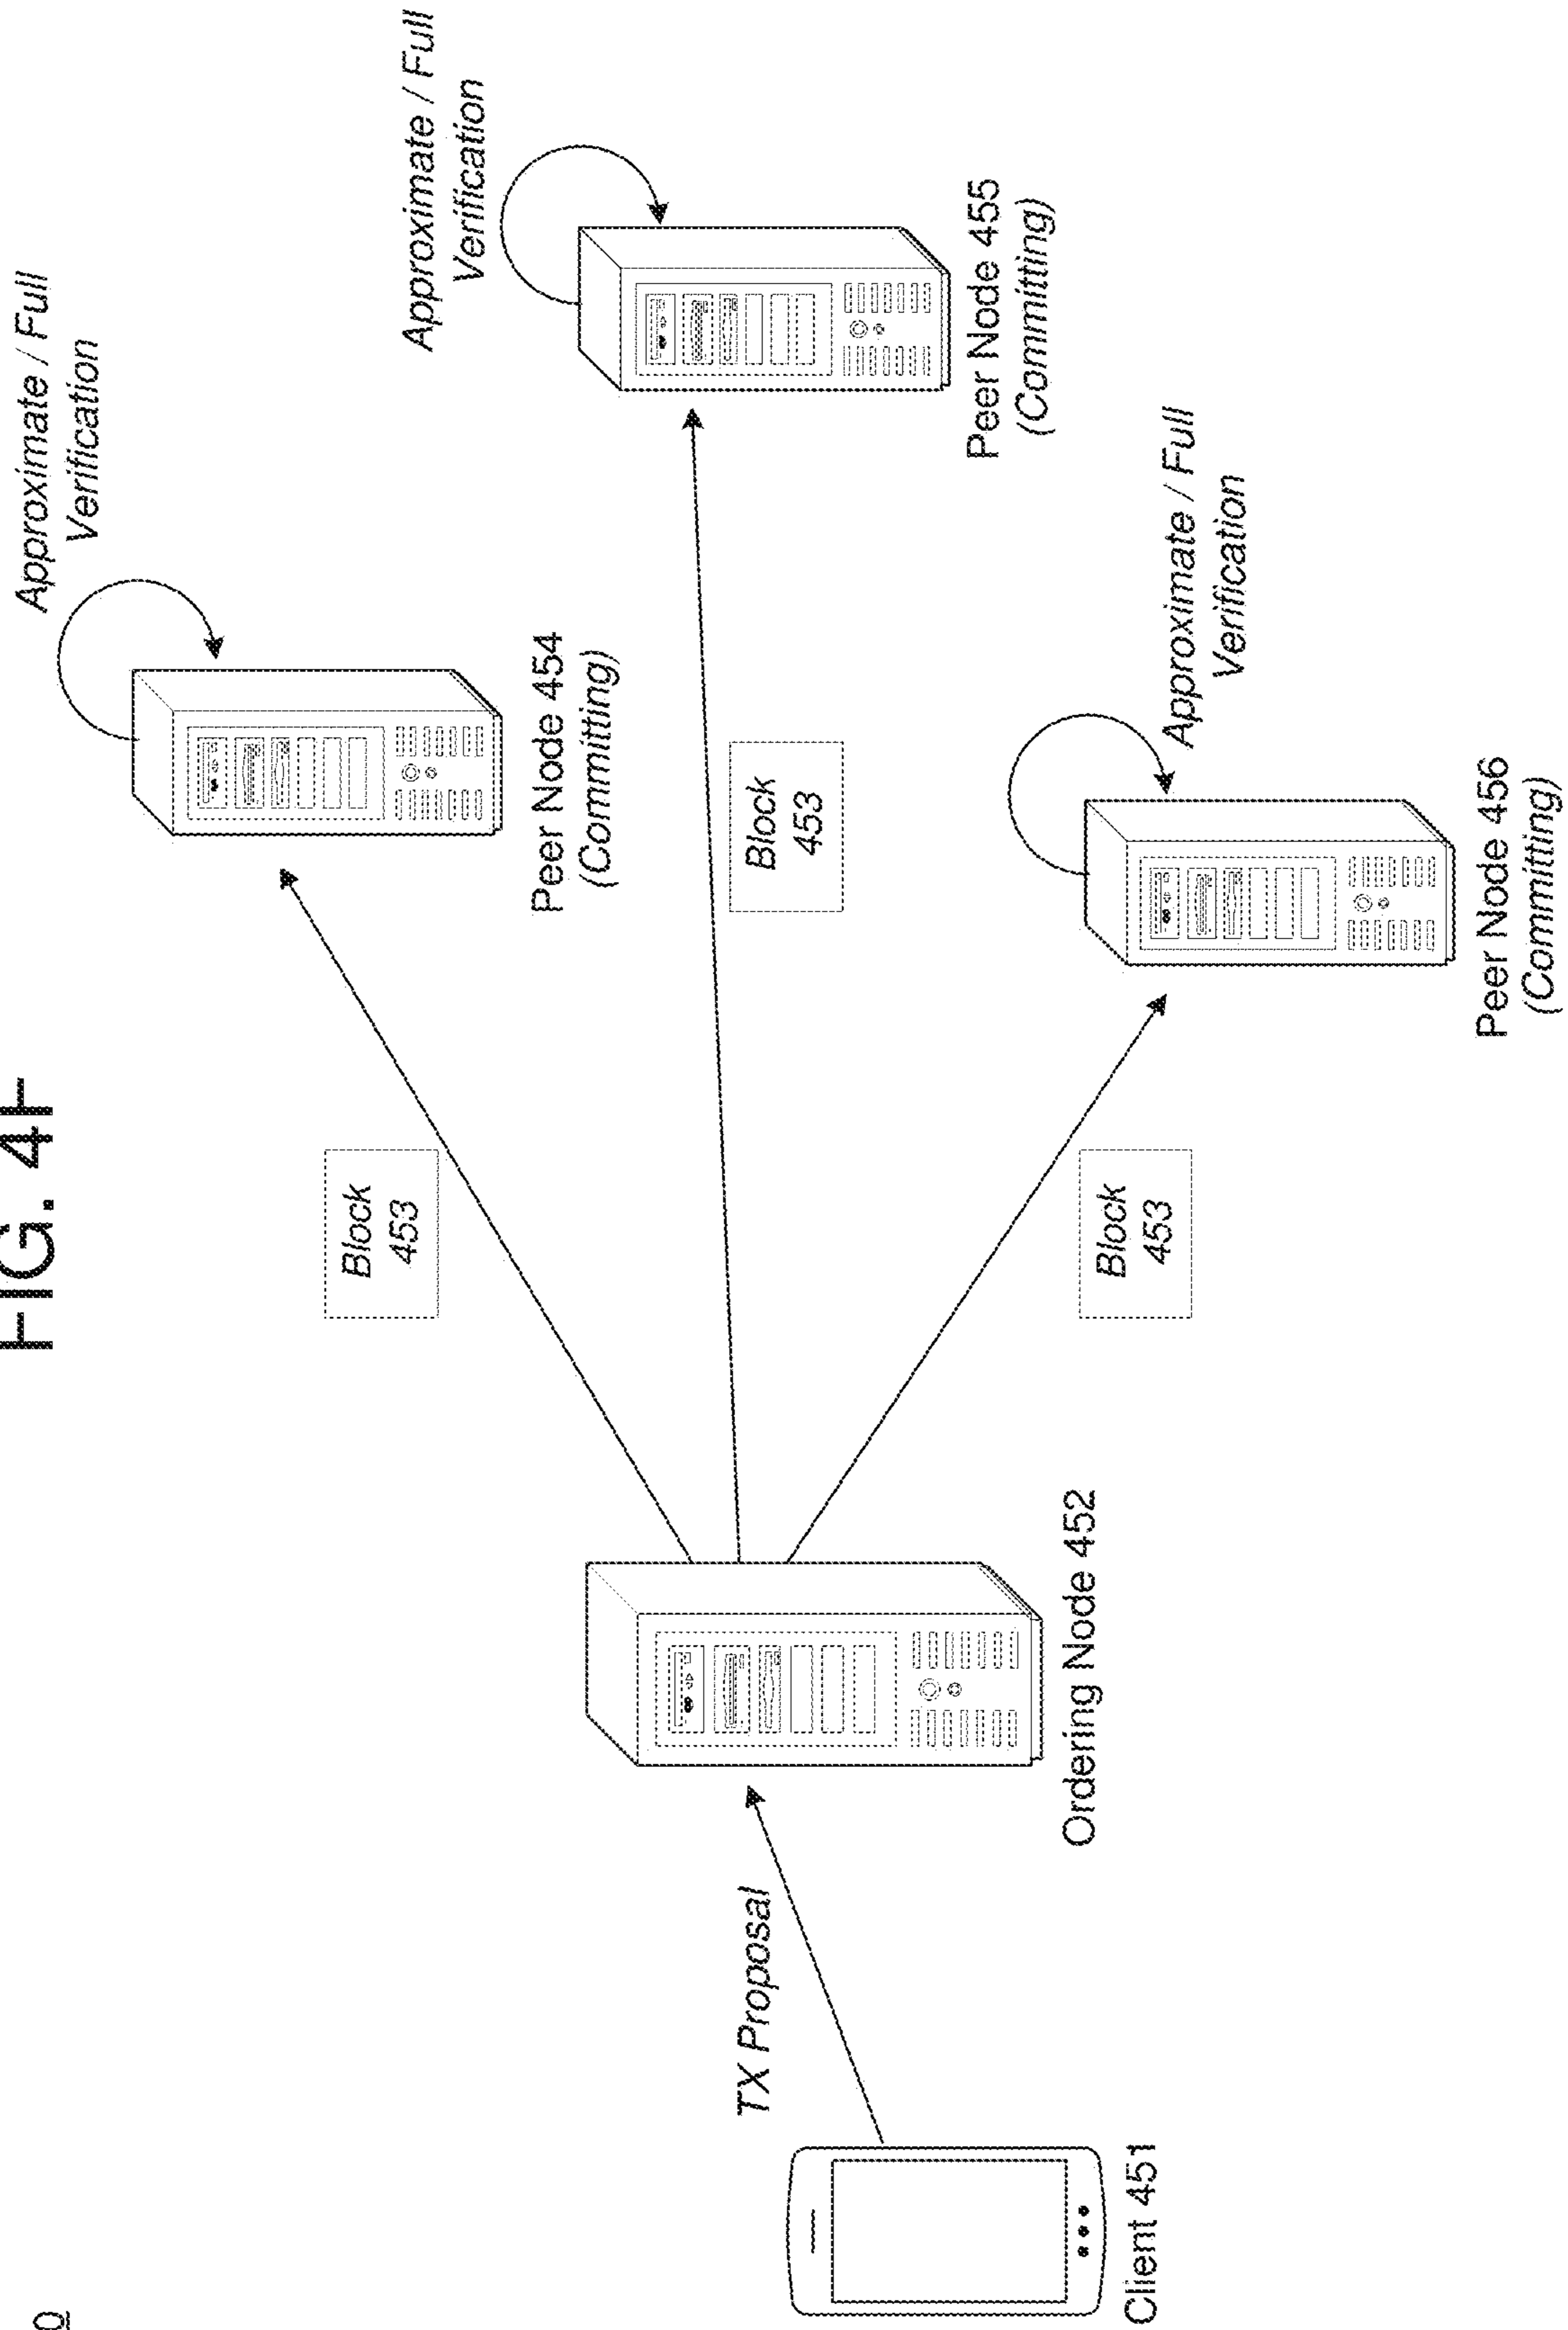 FIG. 4F
Approximate / Full
Verification
Peer Node 454
(Committing)
Block
453
Approximate / Full
Verification
Block
453
Peer Node 455
(Committing)
TX Proposal
Client 451
Ordering Node 452
Block
453
Approximate / Full
Verification
Peer Node 456
(Committing)